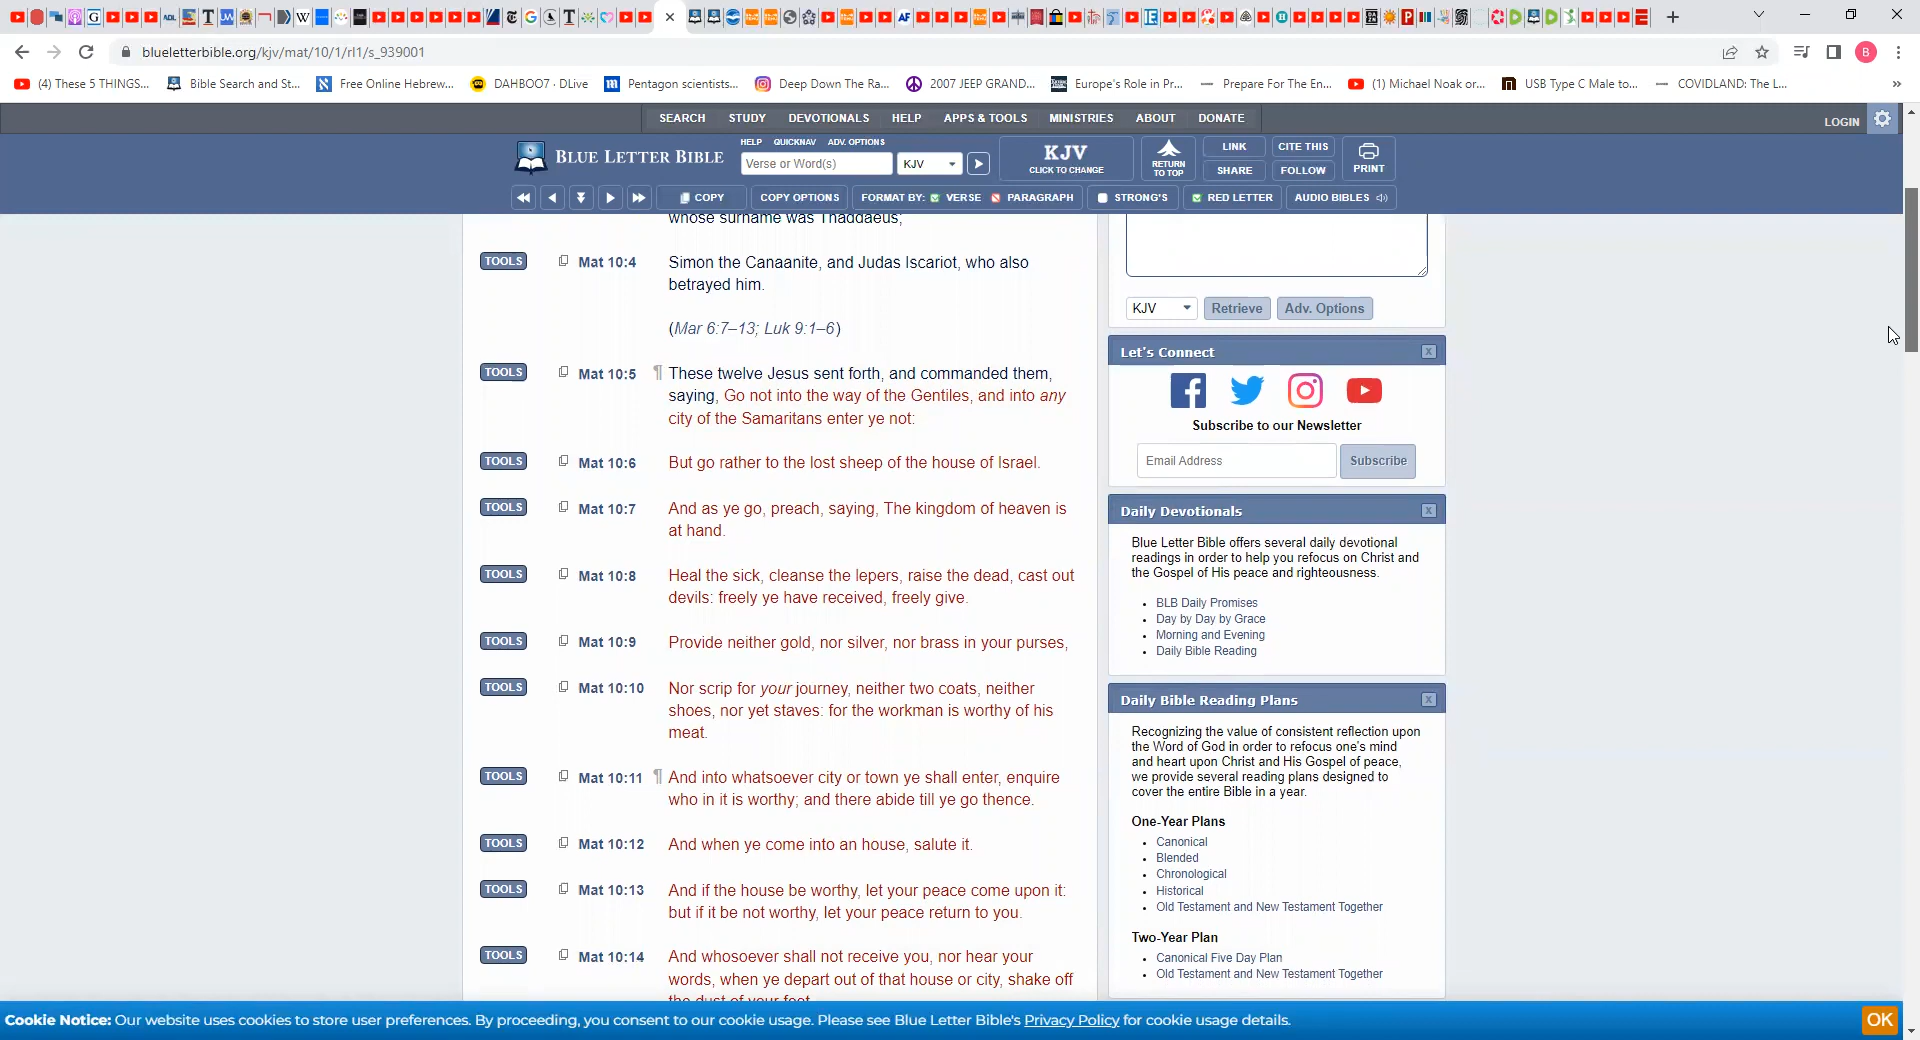 blueletterbible.org/kjv/mat/10/1/rl1/s_939001
B
(4) These 5 THINGS...
Bible Search and St...
Free Online Hebrew...
DAHBOO7 · DLive
Pentagon scientists...
Deep Down The Ra...
2007 JEEP GRAND...
Europe's Role in Pr...
Prepare For The En...
(1) Michael Noak or...
USB Type C Male to...
COVIDLAND: The L...
»
SEARCH STUDY DEVOTIONALS HELP APPS & TOOLS MINISTRIES ABOUT DONATE
LOGIN
BLUE LETTER BIBLE
HELP QUICKNAV ADV. OPTIONS
Verse or Word(s)
KJV
KJV
CLICK TO CHANGE
RETURN
TO TOP
LINK
CITE THIS
SHARE
FOLLOW
PRINT
COPY
COPY OPTIONS
FORMAT BY: VERSE PARAGRAPH
STRONG'S
RED LETTER
AUDIO BIBLES
whose surname was Thaddaeus;
TOOLS Mat 10:4 Simon the Canaanite, and Judas Iscariot, who also
betrayed him.
(Mar 6:7–13; Luk 9:1–6)
TOOLS Mat 10:5 ¶ These twelve Jesus sent forth, and commanded them,
saying, Go not into the way of the Gentiles, and into any
city of the Samaritans enter ye not:
TOOLS Mat 10:6 But go rather to the lost sheep of the house of Israel.
TOOLS Mat 10:7 And as ye go, preach, saying, The kingdom of heaven is
at hand.
TOOLS Mat 10:8 Heal the sick, cleanse the lepers, raise the dead, cast out
devils: freely ye have received, freely give.
TOOLS Mat 10:9 Provide neither gold, nor silver, nor brass in your purses,
TOOLS Mat 10:10 Nor scrip for your journey, neither two coats, neither
shoes, nor yet staves: for the workman is worthy of his
meat.
TOOLS Mat 10:11 ¶ And into whatsoever city or town ye shall enter, enquire
who in it is worthy; and there abide till ye go thence.
TOOLS Mat 10:12 And when ye come into an house, salute it.
TOOLS Mat 10:13 And if the house be worthy, let your peace come upon it:
but if it be not worthy, let your peace return to you.
TOOLS Mat 10:14 And whosoever shall not receive you, nor hear your
words, when ye depart out of that house or city, shake off
the dust of your feet.
KJV
Retrieve
Adv. Options
Let's Connect X
Subscribe to our Newsletter
Email Address
Subscribe
Daily Devotionals X
Blue Letter Bible offers several daily devotional
readings in order to help you refocus on Christ and
the Gospel of His peace and righteousness.
• BLB Daily Promises
• Day by Day by Grace
• Morning and Evening
• Daily Bible Reading
Daily Bible Reading Plans X
Recognizing the value of consistent reflection upon
the Word of God in order to refocus one's mind
and heart upon Christ and His Gospel of peace,
we provide several reading plans designed to
cover the entire Bible in a year.
One-Year Plans
• Canonical
• Blended
• Chronological
• Historical
• Old Testament and New Testament Together
Two-Year Plan
• Canonical Five Day Plan
• Old Testament and New Testament Together
Cookie Notice: Our website uses cookies to store user preferences. By proceeding, you consent to our cookie usage. Please see Blue Letter Bible's Privacy Policy for cookie usage details.
OK